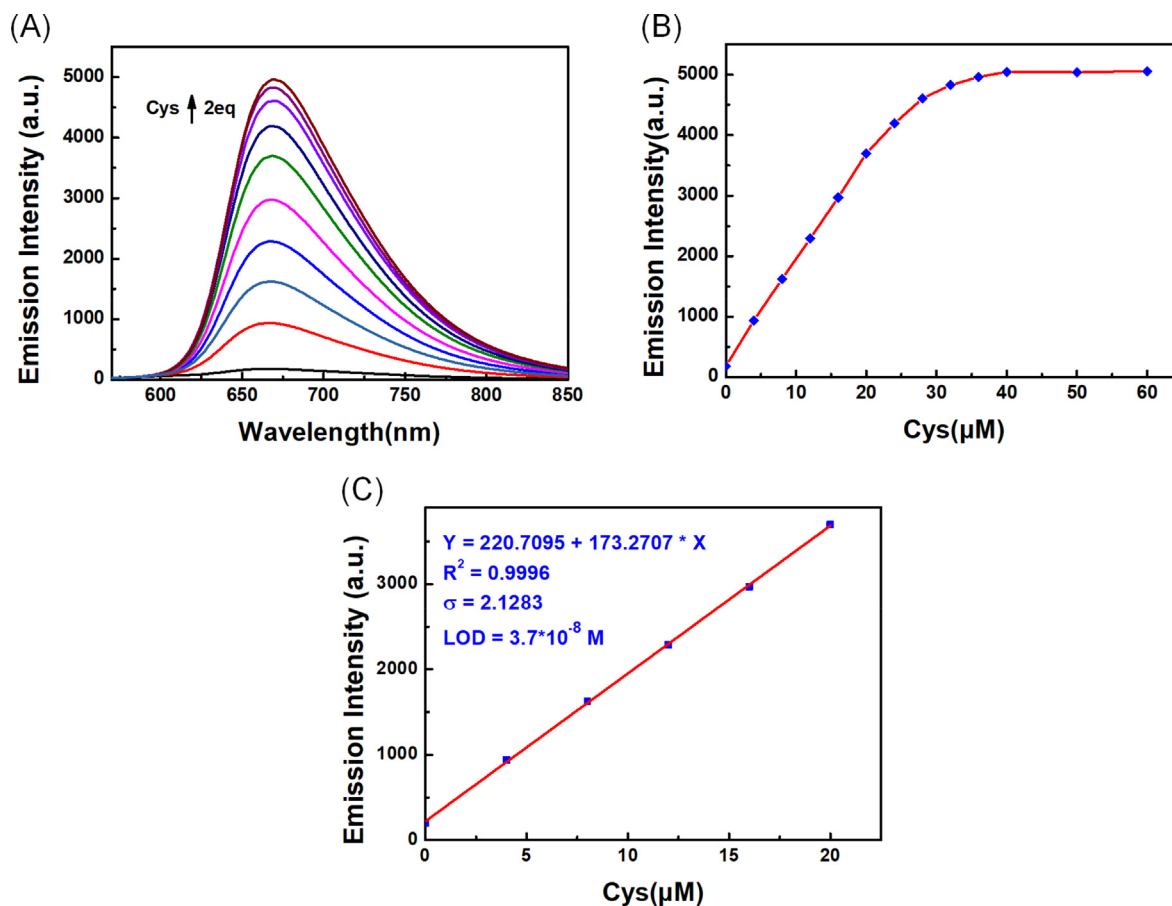 (A)
Emission Intensity (a.u.)
5000
4000
3000
2000
1000
0
Cys ↑ 2eq
600 650 700 750 800 850
Wavelength(nm)
(B)
Emission Intensity(a.u.)
5000
4000
3000
2000
1000
0
0 10 20 30 40 50 60
Cys(μM)
(C)
Emission Intensity (a.u.)
3000
2000
1000
0
Y = 220.7095 + 173.2707 * X
R² = 0.9996
σ = 2.1283
LOD = 3.7*10⁻⁸ M
0 5 10 15 20
Cys(μM)